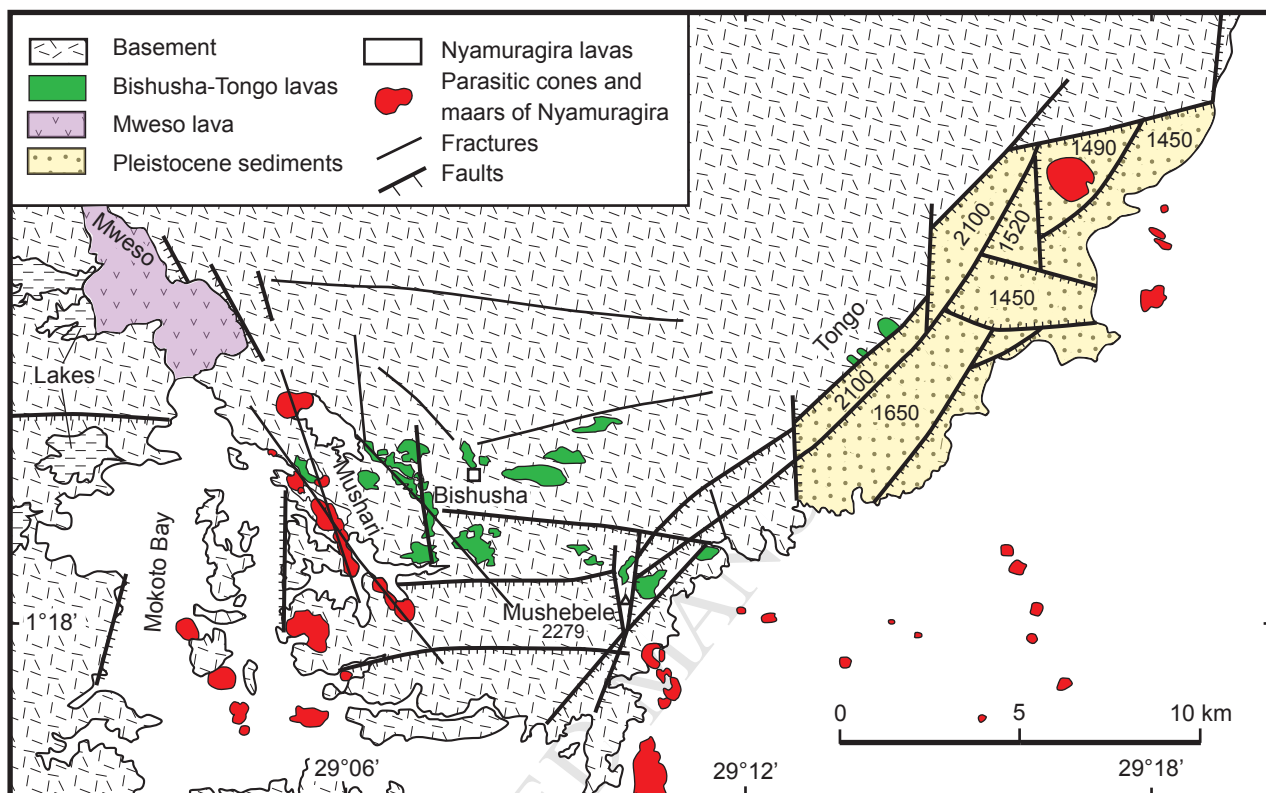 Basement
Bishusha-Tongo lavas
Mweso lava
Pleistocene sediments
Nyamuragira lavas
Parasitic cones and
maars of Nyamuragira
Fractures
Faults
1490
1450
2100
1520
1450
Mweso
Tongo
Lakes
2100
1650
Mushari
Bishusha
Mokoto Bay
1°18'
Mushebele
2279
0
5
10 km
29°06'
29°12'
29°18'